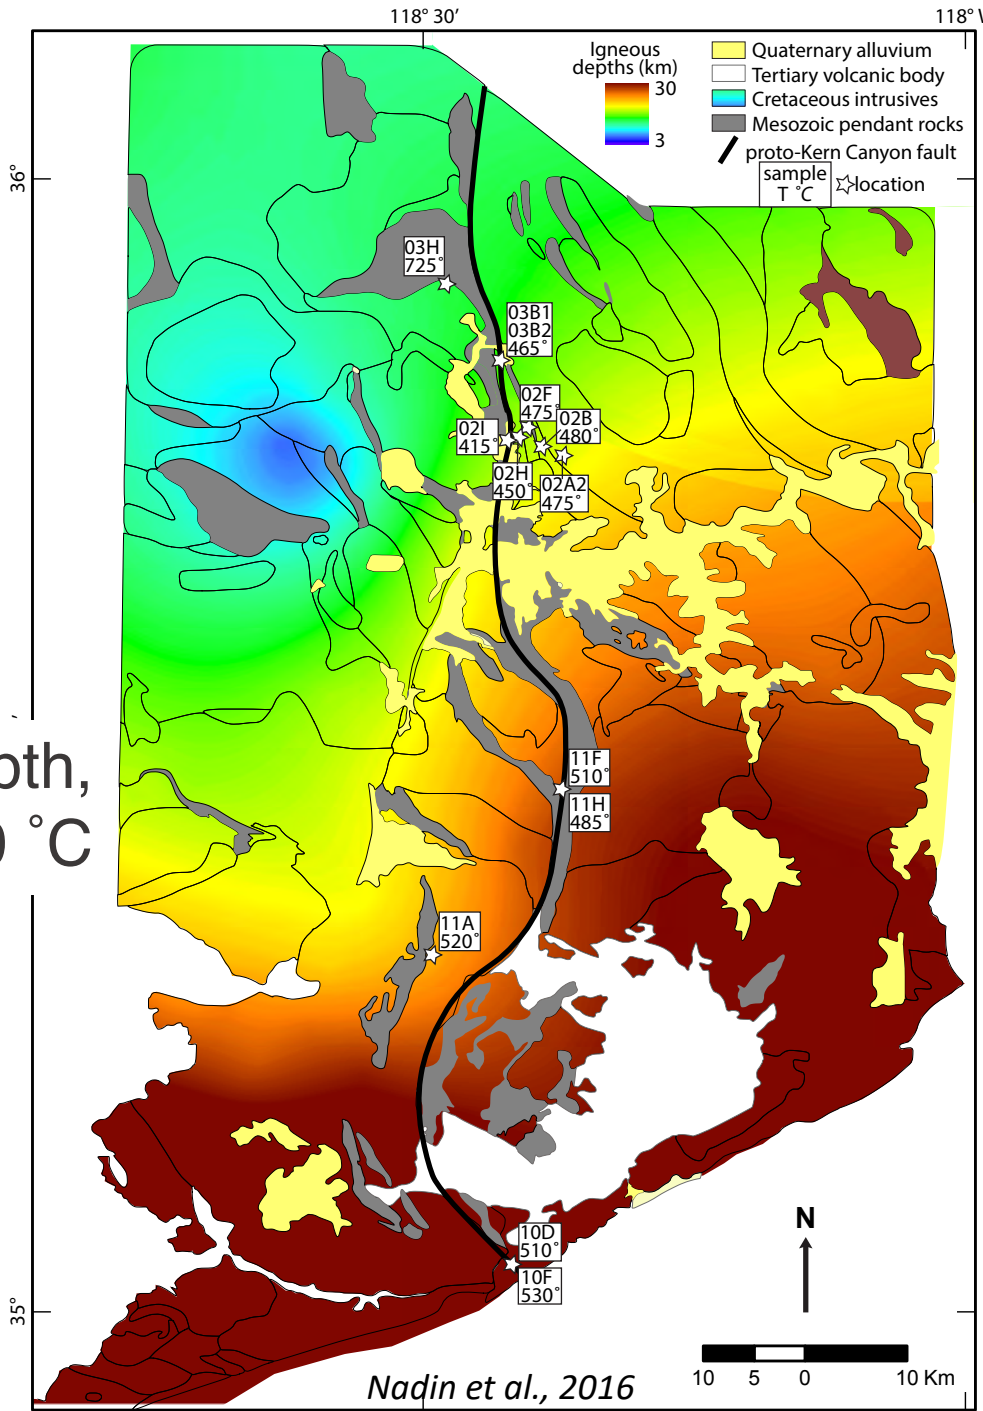 118° 30′
118° W
Igneous
depths (km)
30
3
Quaternary alluvium
Tertiary volcanic body
Cretaceous intrusives
Mesozoic pendant rocks
proto-Kern Canyon fault
sample
T ˚C
location
36°
03H
725˚
03B1
03B2
465˚
02F
475˚
02B
480˚
02I
415˚
02H
450˚
02A2
475˚
pth,
˚C
11F
510˚
11H
485˚
11A
520˚
10D
510˚
10F
530˚
N
35°
10 5 0 10 Km
Nadin et al., 2016